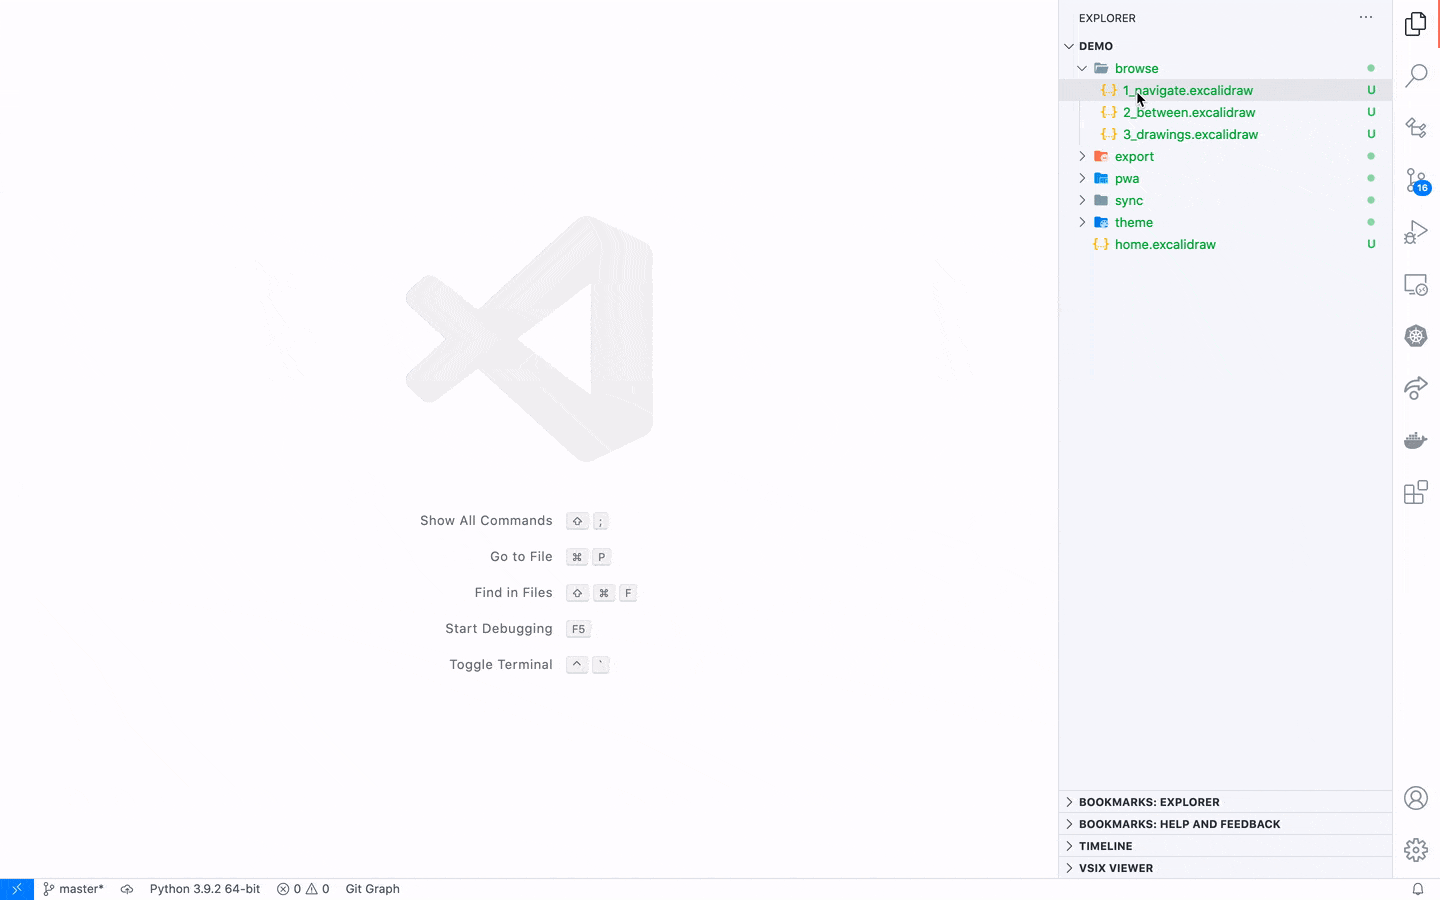 EXPLORER
DEMO
browse
1_navigate.excalidraw U
2_between.excalidraw U
3_drawings.excalidraw U
export
pwa
sync
theme
home.excalidraw U
16
Show All Commands ⇧ ;
Go to File ⌘ P
Find in Files ⇧ ⌘ F
Start Debugging F5
Toggle Terminal ^ `
BOOKMARKS: EXPLORER
BOOKMARKS: HELP AND FEEDBACK
TIMELINE
VSIX VIEWER
master* Python 3.9.2 64-bit 0 0 Git Graph